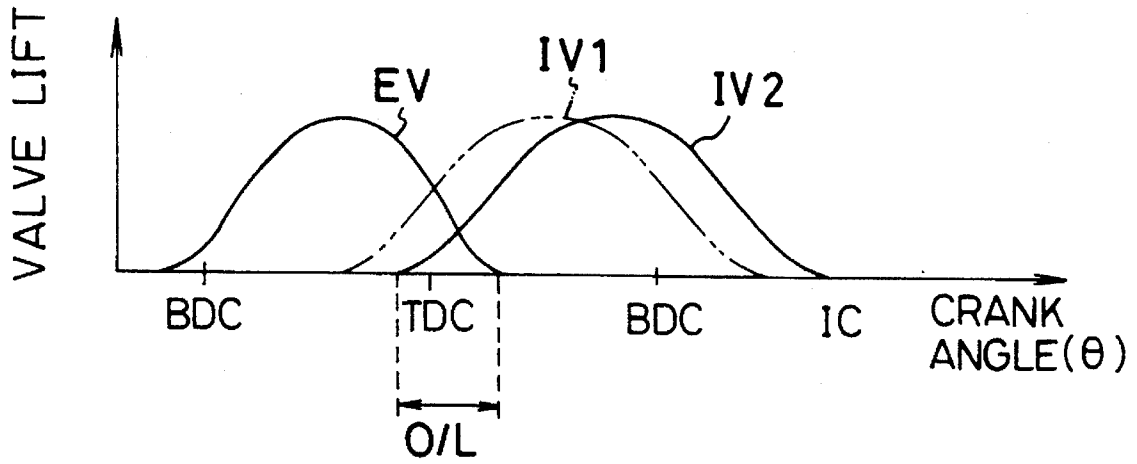 VALVE LIFT
EV
IV1
IV2
BDC
TDC
BDC
IC
CRANK
ANGLE(θ)
O/L